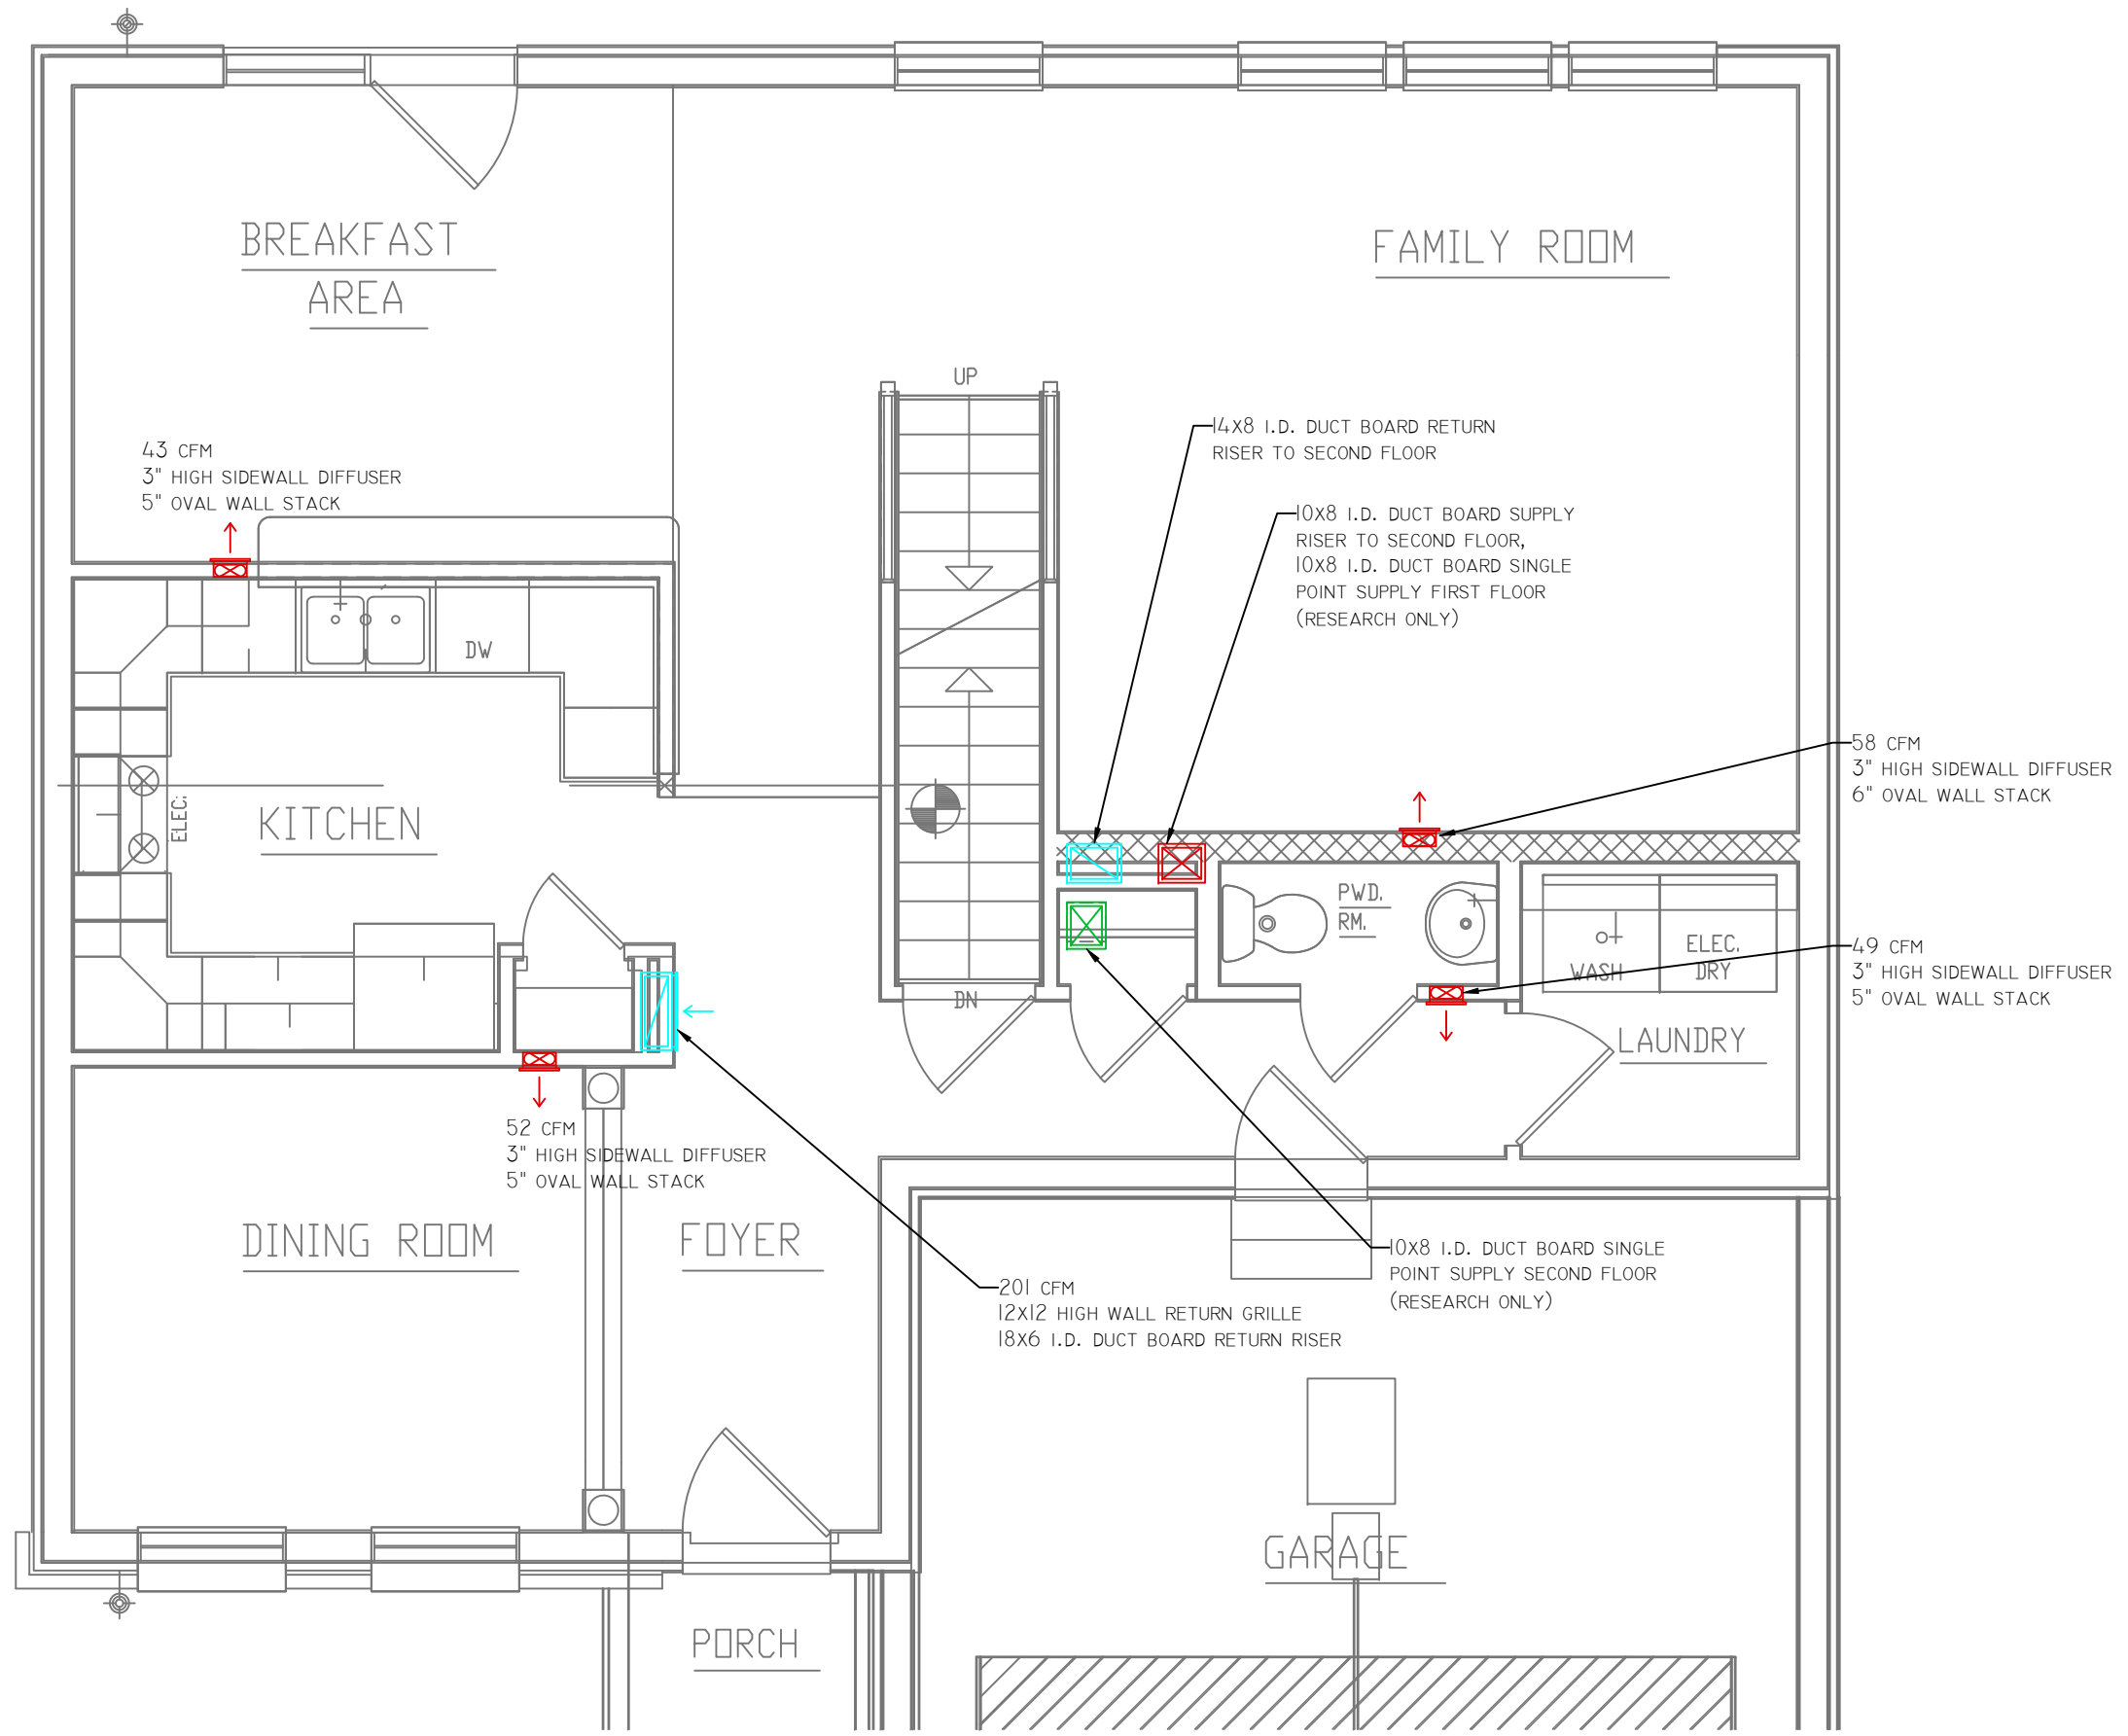 BREAKFAST
AREA
FAMILY ROOM
UP
14X8 I.D. DUCT BOARD RETURN
RISER TO SECOND FLOOR
43 CFM
3" HIGH SIDEWALL DIFFUSER
5" OVAL WALL STACK
10X8 I.D. DUCT BOARD SUPPLY
RISER TO SECOND FLOOR,
10X8 I.D. DUCT BOARD SINGLE
POINT SUPPLY FIRST FLOOR
(RESEARCH ONLY)
DW
58 CFM
3" HIGH SIDEWALL DIFFUSER
6" OVAL WALL STACK
ELEC.
KITCHEN
PWD.
RM.
WASH
ELEC.
DRY
49 CFM
3" HIGH SIDEWALL DIFFUSER
5" OVAL WALL STACK
DN
LAUNDRY
52 CFM
3" HIGH SIDEWALL DIFFUSER
5" OVAL WALL STACK
DINING ROOM
FOYER
10X8 I.D. DUCT BOARD SINGLE
POINT SUPPLY SECOND FLOOR
(RESEARCH ONLY)
201 CFM
12X12 HIGH WALL RETURN GRILLE
18X6 I.D. DUCT BOARD RETURN RISER
GARAGE
PORCH